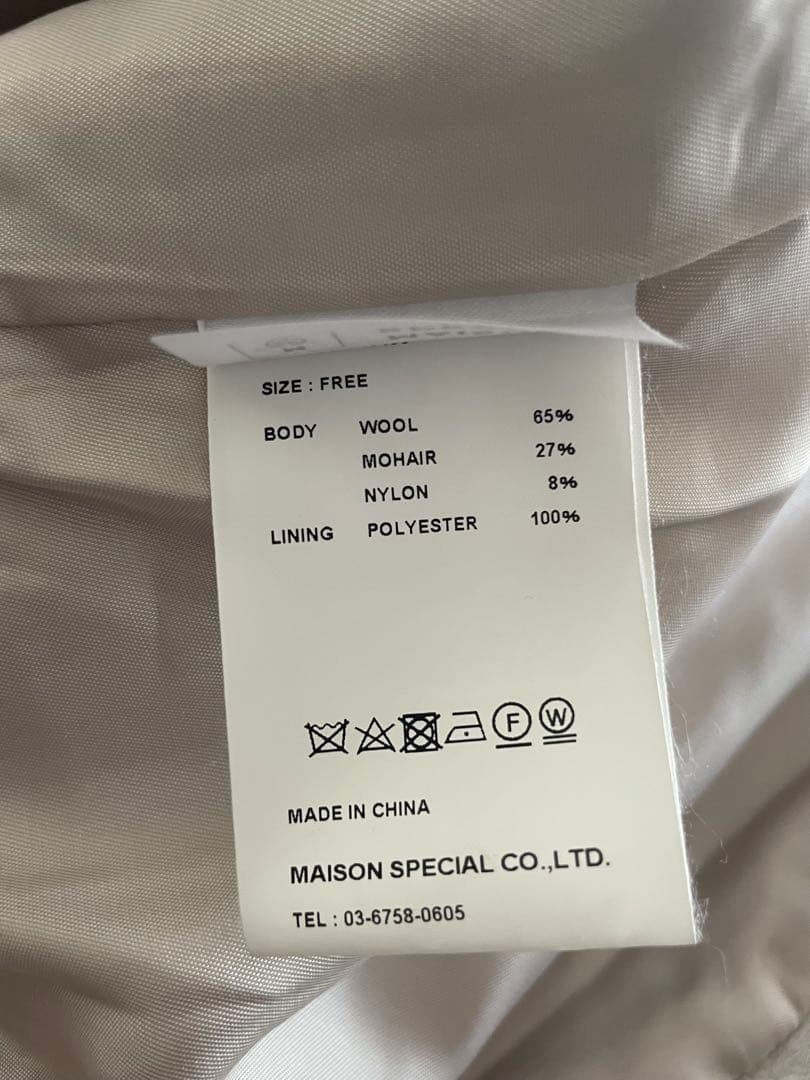 SIZE : FREE
BODY WOOL 65%
MOHAIR 27%
NYLON 8%
LINING POLYESTER 100%
F W
MADE IN CHINA
MAISON SPECIAL CO.,LTD.
TEL : 03-6758-0605